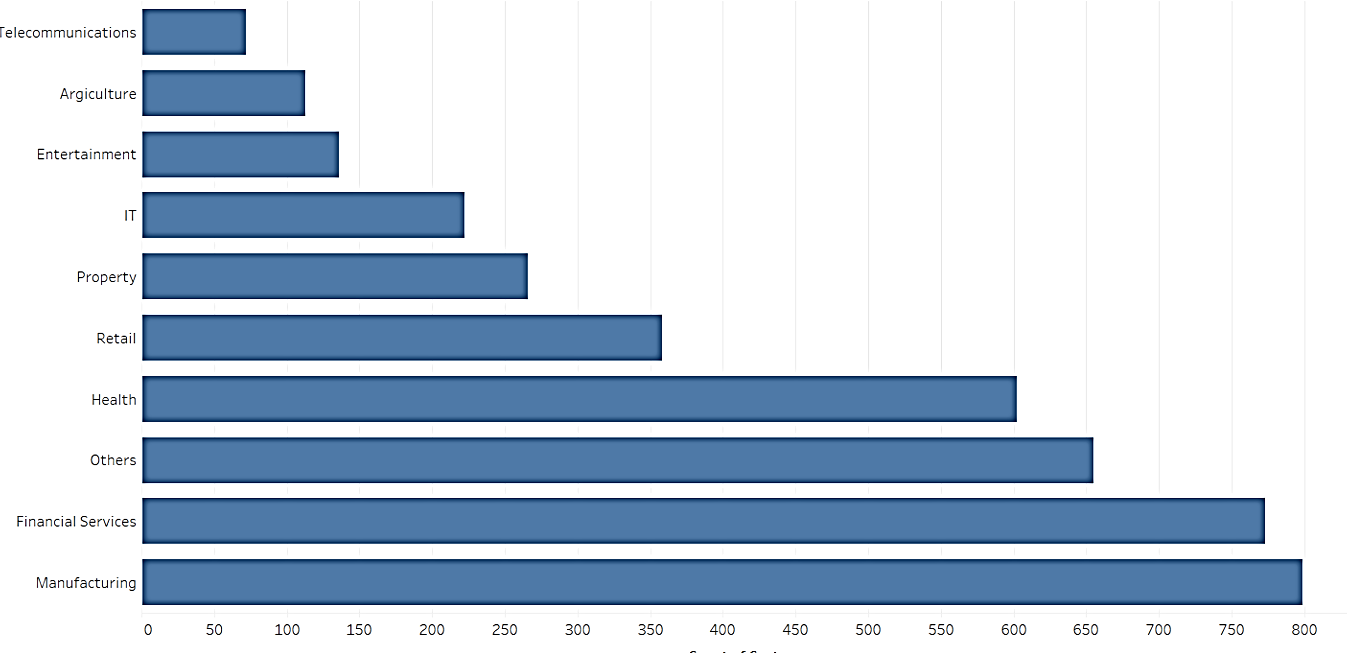 Telecommunications
Argiculture
Entertainment
IT
Property
Retail
Health
Others
Financial Services
Manufacturing
0 50 100 150 200 250 300 350 400 450 500 550 600 650 700 750 800